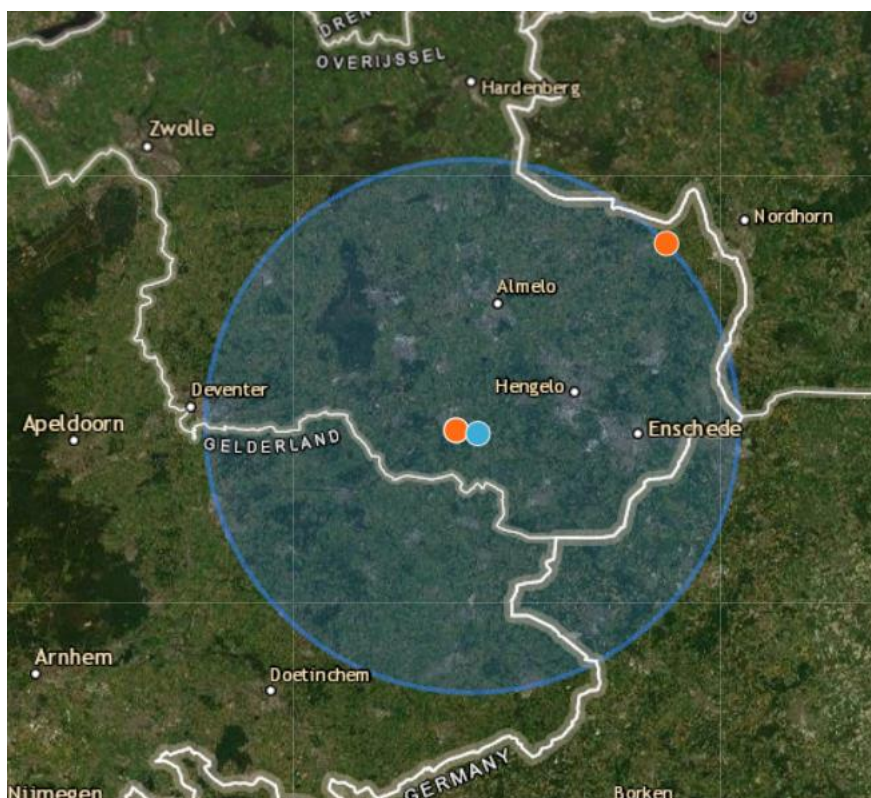 DREN
OVERIJSSEL
Hardenberg
Zwolle
Nordhorn
Almelo
Deventer
Hengelo
Apeldoorn
GELDERLAND
Enschede
Arnhem
Doetinchem
GERMANY
Nijmegen
Borken